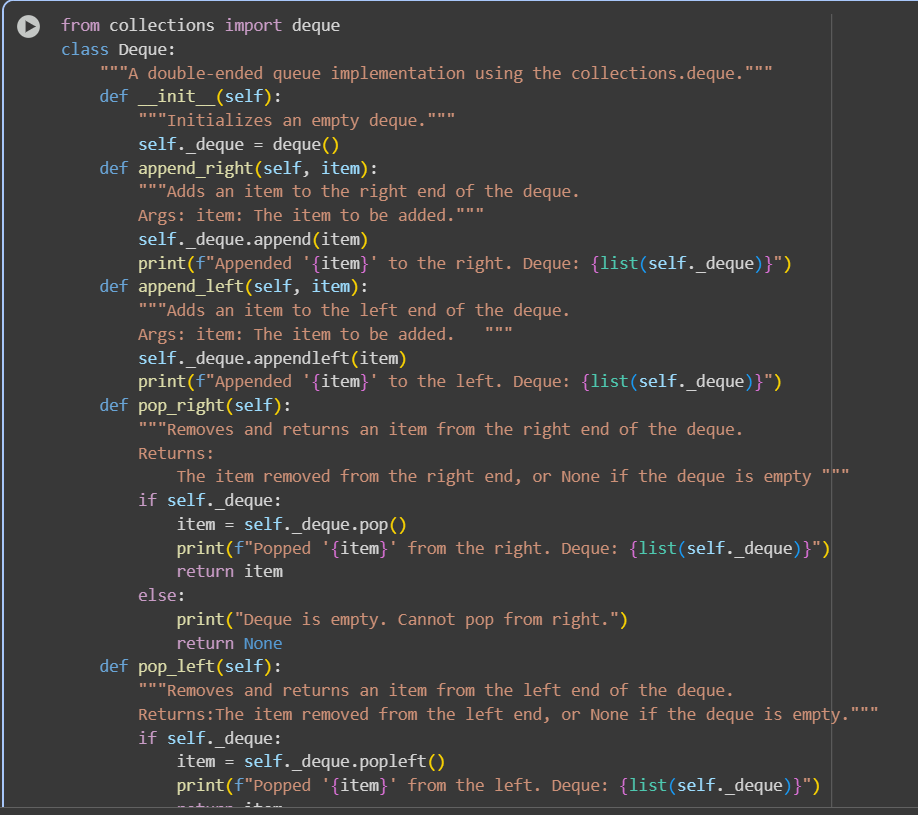 from collections import deque
class Deque:
    """A double-ended queue implementation using the collections.deque."""
    def __init__(self):
        """Initializes an empty deque."""
        self._deque = deque()
    def append_right(self, item):
        """Adds an item to the right end of the deque.
        Args: item: The item to be added."""
        self._deque.append(item)
        print(f"Appended '{item}' to the right. Deque: {list(self._deque)}")
    def append_left(self, item):
        """Adds an item to the left end of the deque.
        Args: item: The item to be added.   """
        self._deque.appendleft(item)
        print(f"Appended '{item}' to the left. Deque: {list(self._deque)}")
    def pop_right(self):
        """Removes and returns an item from the right end of the deque.
        Returns:
            The item removed from the right end, or None if the deque is empty """
        if self._deque:
            item = self._deque.pop()
            print(f"Popped '{item}' from the right. Deque: {list(self._deque)}")
            return item
        else:
            print("Deque is empty. Cannot pop from right.")
            return None
    def pop_left(self):
        """Removes and returns an item from the left end of the deque.
        Returns:The item removed from the left end, or None if the deque is empty."""
        if self._deque:
            item = self._deque.popleft()
            print(f"Popped '{item}' from the left. Deque: {list(self._deque)}")
            return item